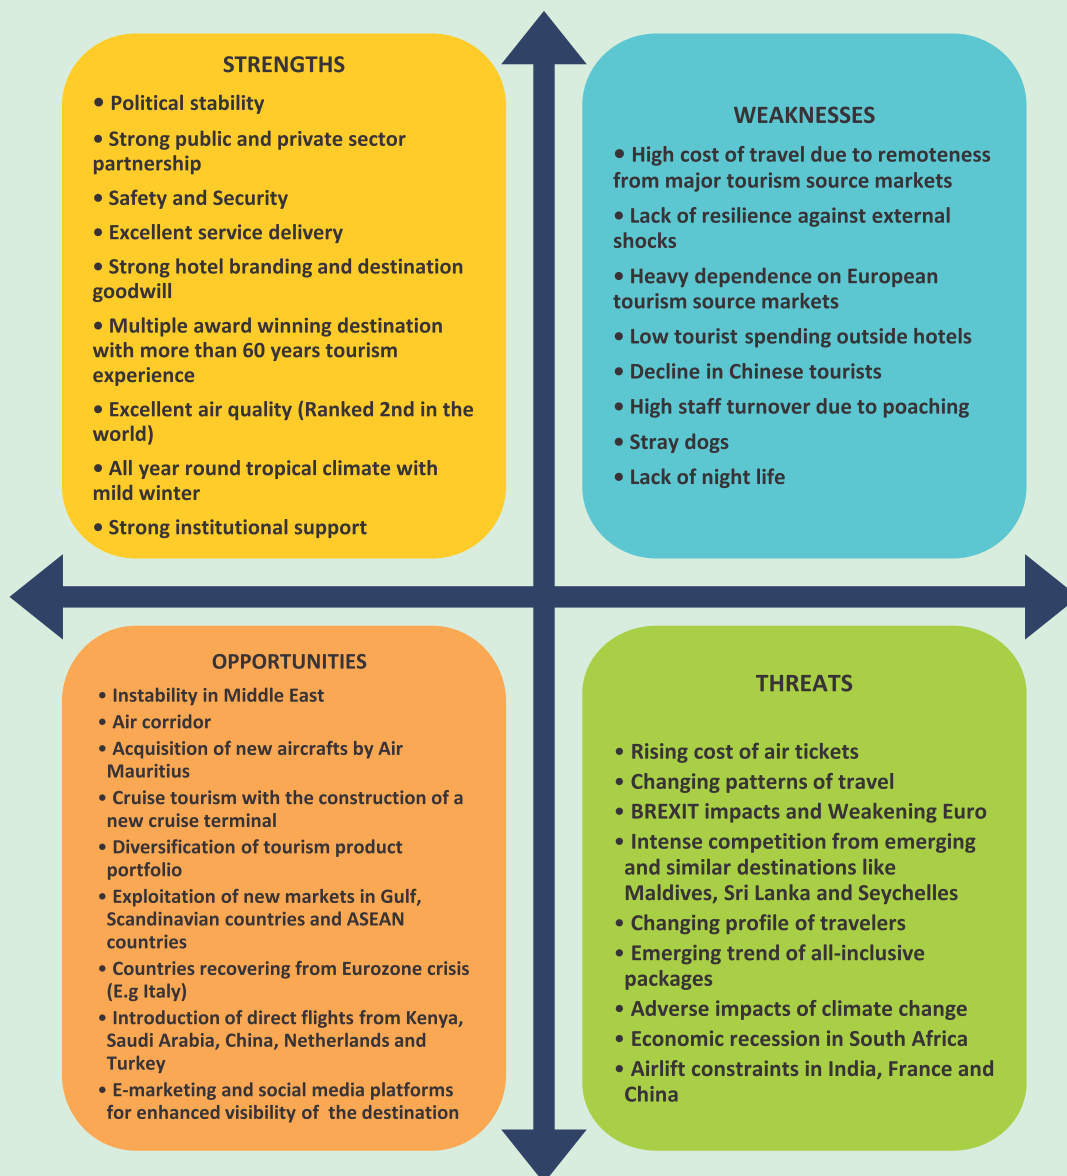 STRENGTHS
• Political stability
• Strong public and private sector
partnership
• Safety and Security
• Excellent service delivery
• Strong hotel branding and destination
goodwill
• Multiple award winning destination
with more than 60 years tourism
experience
• Excellent air quality (Ranked 2nd in the
world)
• All year round tropical climate with
mild winter
• Strong institutional support
WEAKNESSES
• High cost of travel due to remoteness
from major tourism source markets
• Lack of resilience against external
shocks
• Heavy dependence on European
tourism source markets
• Low tourist spending outside hotels
• Decline in Chinese tourists
• High staff turnover due to poaching
• Stray dogs
• Lack of night life
OPPORTUNITIES
• Instability in Middle East
• Air corridor
• Acquisition of new aircrafts by Air
Mauritius
• Cruise tourism with the construction of a
new cruise terminal
• Diversification of tourism product
portfolio
• Exploitation of new markets in Gulf,
Scandinavian countries and ASEAN
countries
• Countries recovering from Eurozone crisis
(E.g Italy)
• Introduction of direct flights from Kenya,
Saudi Arabia, China, Netherlands and
Turkey
• E-marketing and social media platforms
for enhanced visibility of the destination
THREATS
• Rising cost of air tickets
• Changing patterns of travel
• BREXIT impacts and Weakening Euro
• Intense competition from emerging
and similar destinations like
Maldives, Sri Lanka and Seychelles
• Changing profile of travelers
• Emerging trend of all-inclusive
packages
• Adverse impacts of climate change
• Economic recession in South Africa
• Airlift constraints in India, France and
China